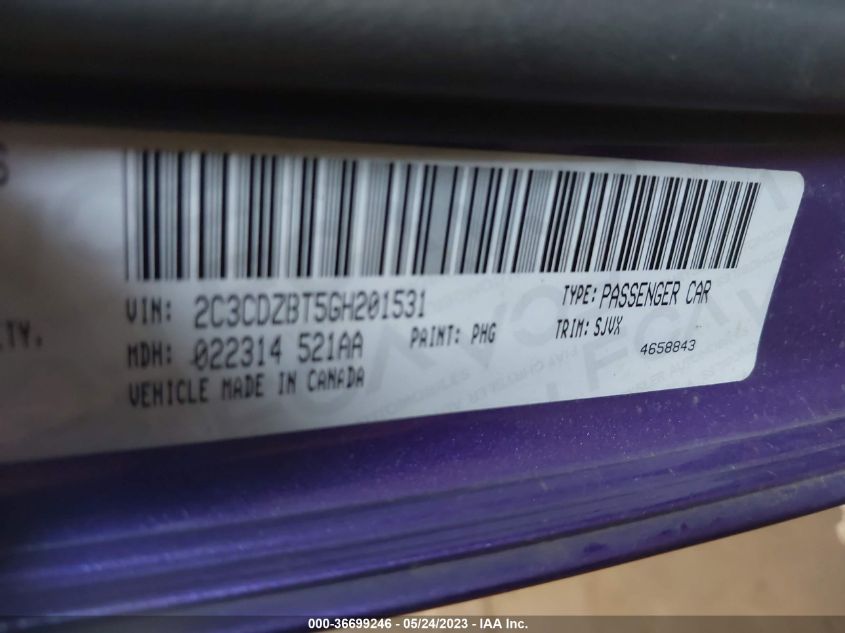 S
LTY.
VIN: 2C3CDZBT5GH201531
TYPE: PASSENGER CAR
MDH: 022314 521AA
PAINT: PHG
TRIM: SJVX
4658843
VEHICLE MADE IN CANADA
000-36699246 - 05/24/2023 - IAA Inc.